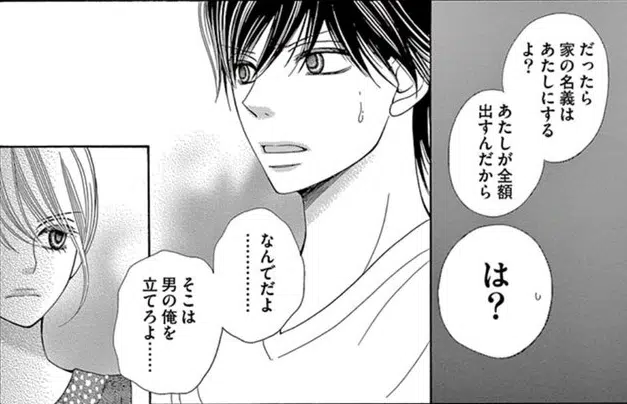 だったら
家の名義は
あたしにする
よ？
あたしが全額
出すんだから
は？
なんでだよ
…………
そこは
男の俺を
立てろよ……